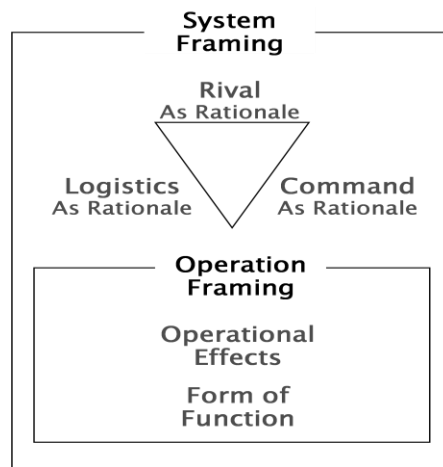 System
Framing
Rival
As Rationale
Logistics
As Rationale
Command
As Rationale
Operation
Framing
Operational
Effects
Form of
Function